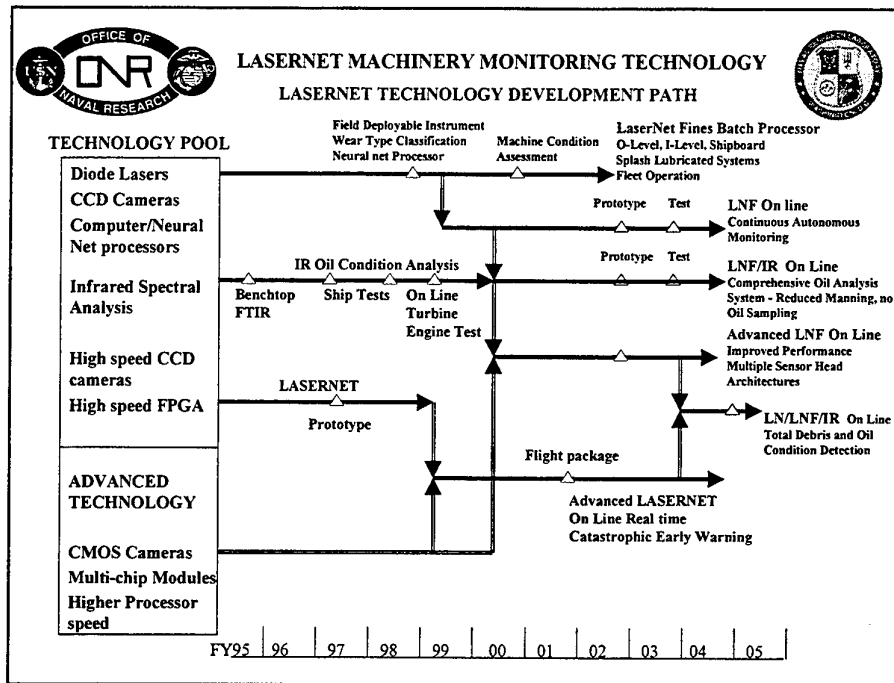 OFFICE OF
ONR
NAVAL RESEARCH
LASERNET MACHINERY MONITORING TECHNOLOGY
LASERNET TECHNOLOGY DEVELOPMENT PATH
TECHNOLOGY POOL
Diode Lasers
CCD Cameras
Computer/Neural
Net processors
Infrared Spectral
Analysis
High speed CCD
cameras
High speed FPGA
ADVANCED
TECHNOLOGY
CMOS Cameras
Multi-chip Modules
Higher Processor
speed
Field Deployable Instrument
Wear Type Classification
Neural net Processor
Machine Condition
Assessment
LaserNet Fines Batch Processor
O-Level, I-Level, Shipboard
Splash Lubricated Systems
Fleet Operation
Prototype
Test
LNF On line
Continuous Autonomous
Monitoring
IR Oil Condition Analysis
Benchtop
FTIR
Ship Tests
On Line
Turbine
Engine Test
Prototype
Test
LNF/IR On Line
Comprehensive Oil Analysis
System - Reduced Manning, no
Oil Sampling
Advanced LNF On Line
Improved Performance
Multiple Sensor Head
Architectures
LASERNET
Prototype
LN/LNF/IR On Line
Total Debris and Oil
Condition Detection
Flight package
Advanced LASERNET
On Line Real time
Catastrophic Early Warning
FY95 96 97 98 99 00 01 02 03 04 05